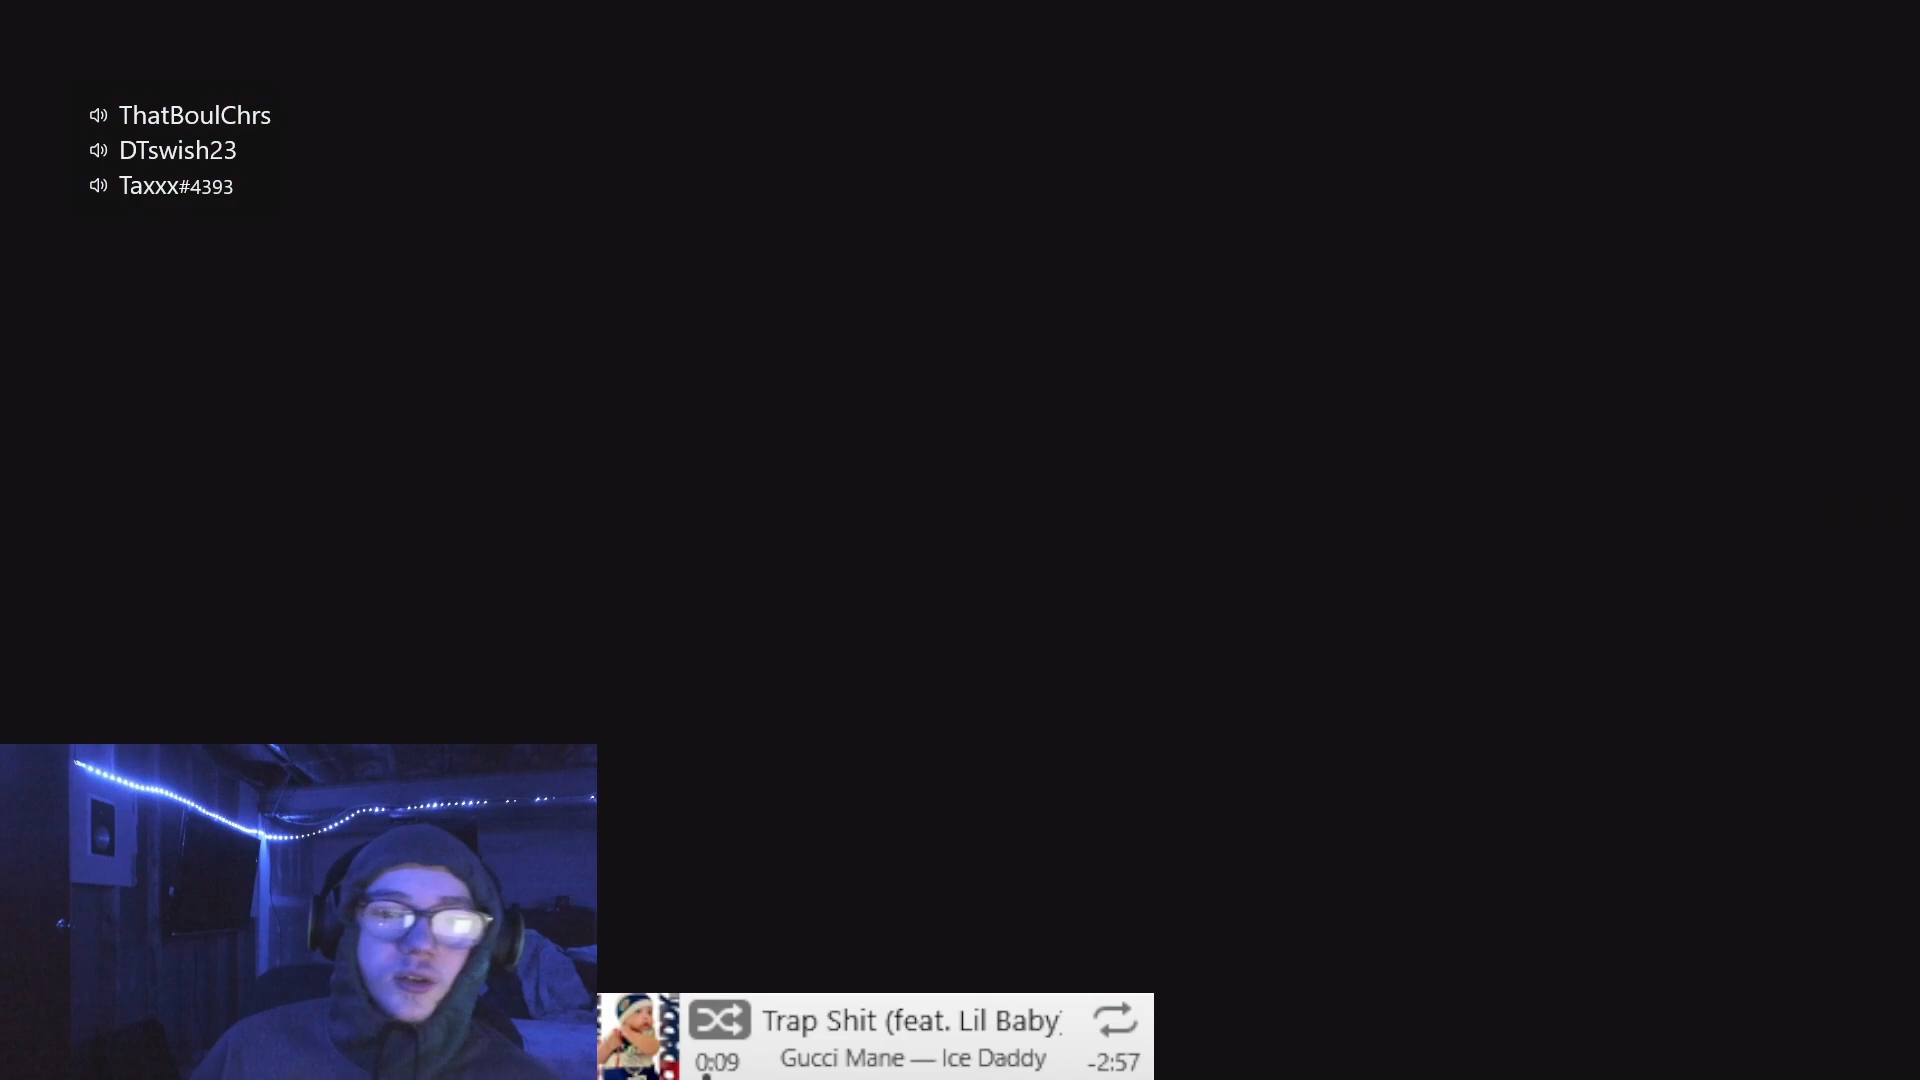 ThatBoulChrs
DTswish23
Taxxx#4393
Trap Shit (feat. Lil Baby)
0:09 Gucci Mane — Ice Daddy -2:57